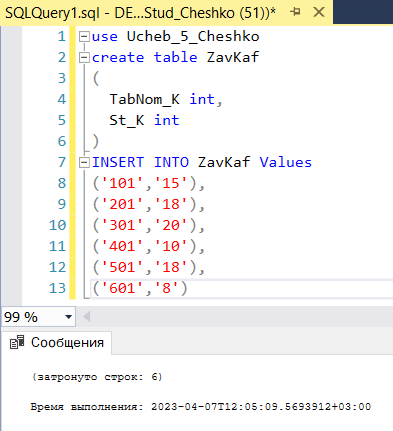 SQLQuery1.sql - DE...Stud_Cheshko (51))*
1 use Ucheb_5_Cheshko
2 create table ZavKaf
3 (
4 TabNom_K int,
5 St_K int
6 )
7 INSERT INTO ZavKaf Values
8 ('101','15'),
9 ('201','18'),
10 ('301','20'),
11 ('401','10'),
12 ('501','18'),
13 ('601','8')
99 %
Сообщения
(затронуто строк: 6)
Время выполнения: 2023-04-07T12:05:09.5693912+03:00